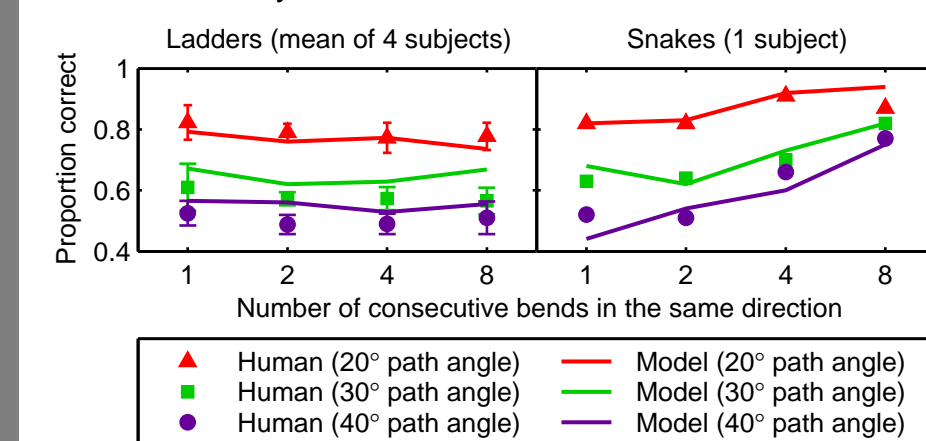 Ladders (mean of 4 subjects)
Snakes (1 subject)
Proportion correct
1
0.8
0.6
0.4
1 2 4 8
1 2 4 8
Number of consecutive bends in the same direction
Human (20° path angle)
Model (20° path angle)
Human (30° path angle)
Model (30° path angle)
Human (40° path angle)
Model (40° path angle)